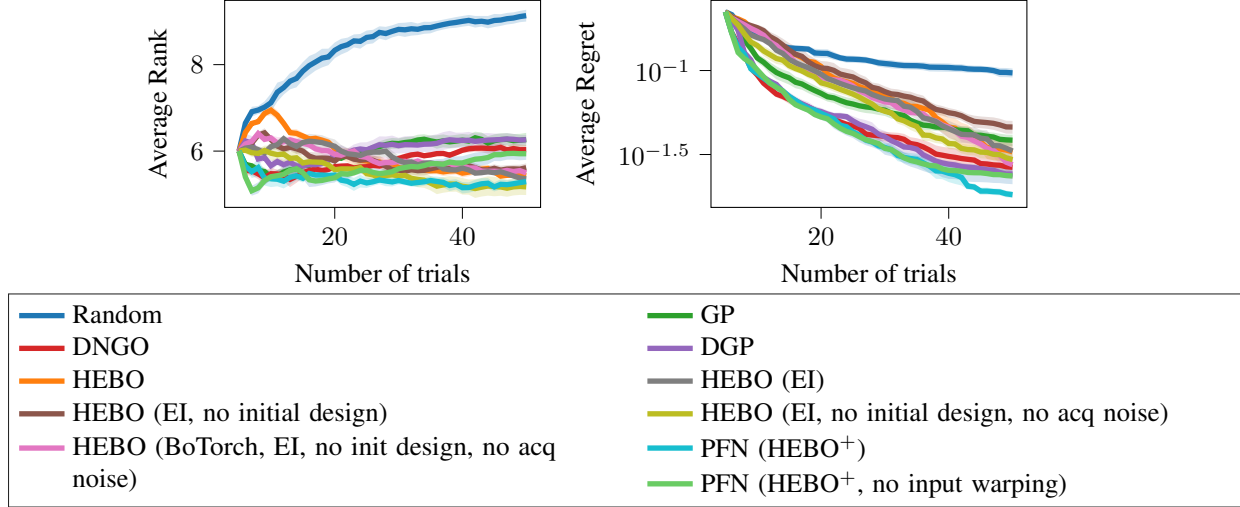 Average Rank
8
6
20
40
Number of trials
Average Regret
10^−1
10^−1.5
20
40
Number of trials
Random
DNGO
HEBO
HEBO (EI, no initial design)
HEBO (BoTorch, EI, no init design, no acq
noise)
GP
DGP
HEBO (EI)
HEBO (EI, no initial design, no acq noise)
PFN (HEBO⁺)
PFN (HEBO⁺, no input warping)